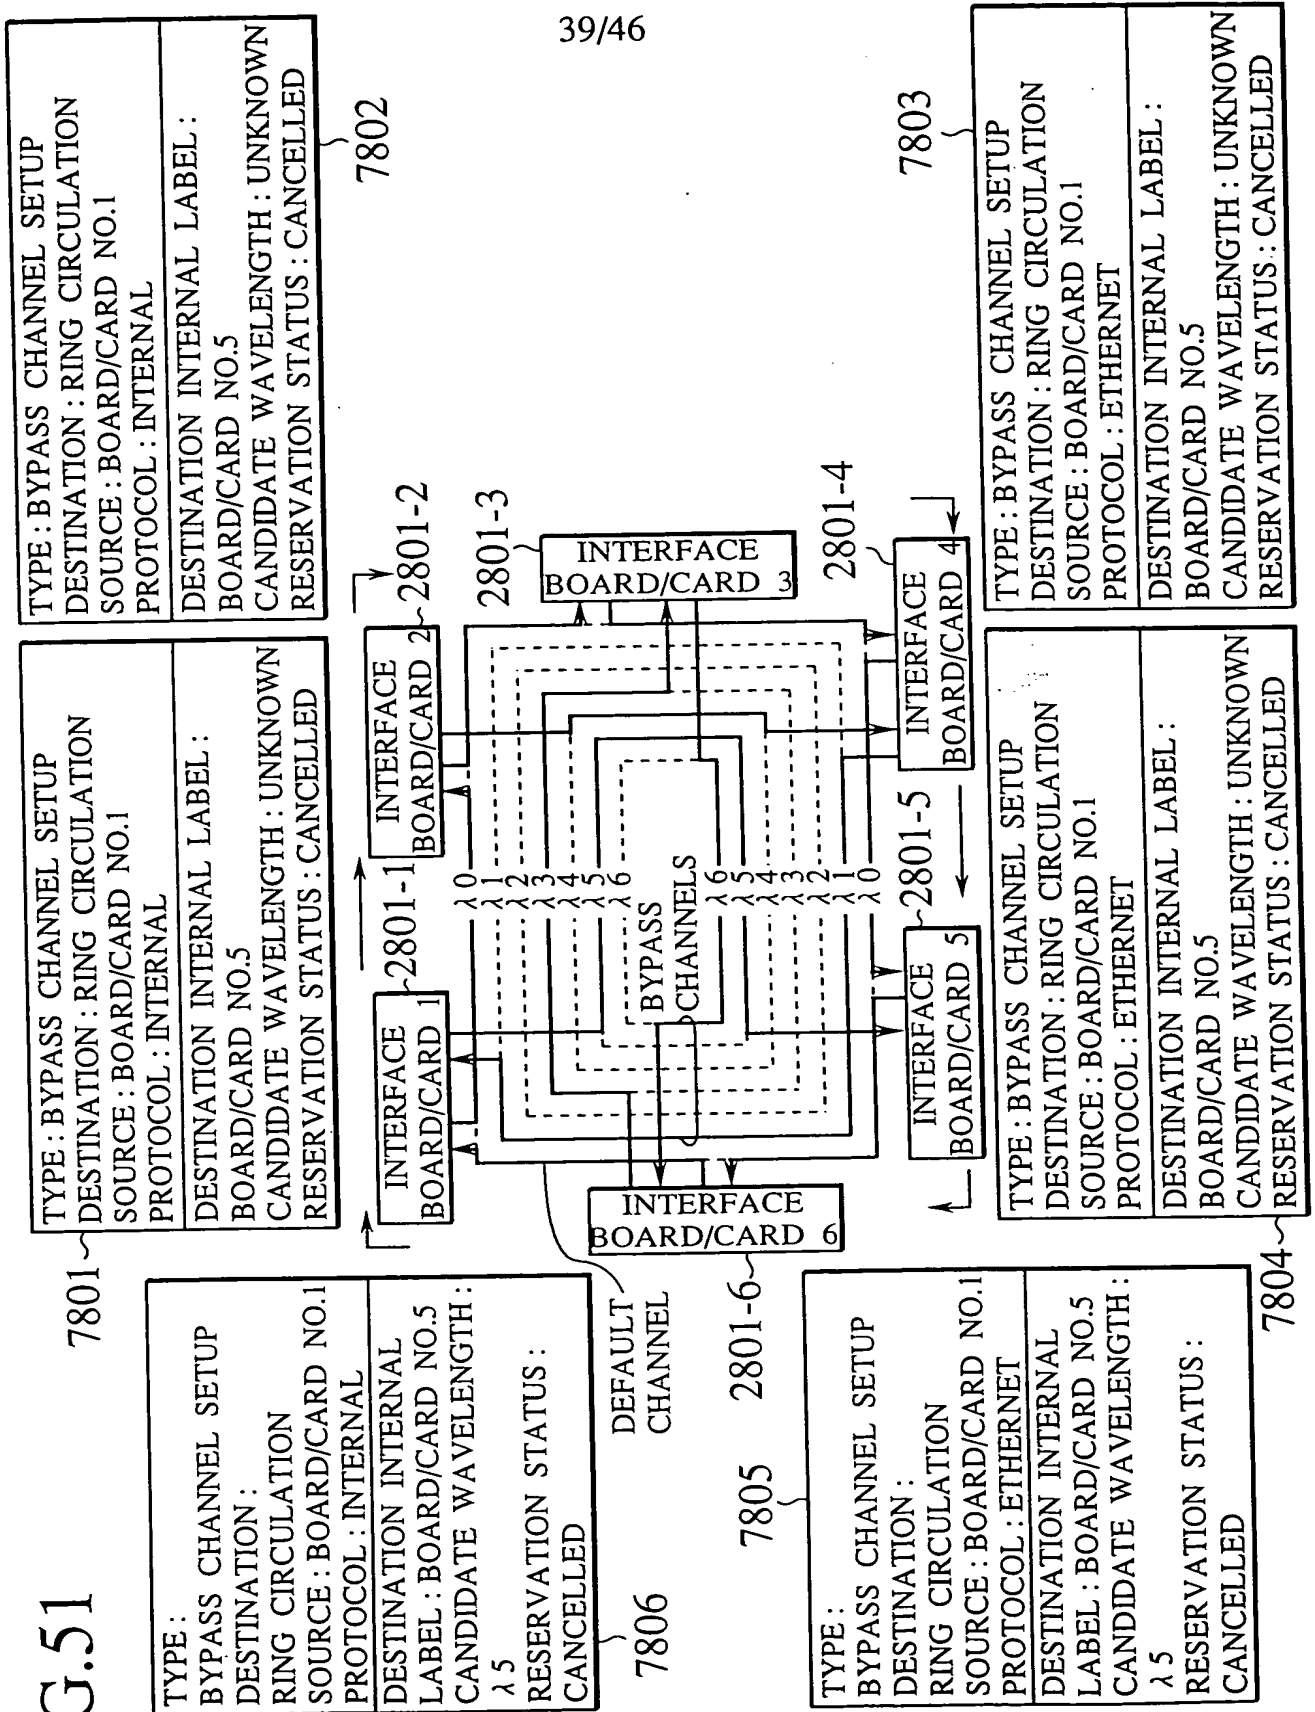 39/46
G.51
TYPE : BYPASS CHANNEL SETUP
DESTINATION : RING CIRCULATION
SOURCE : BOARD/CARD NO.1
PROTOCOL : INTERNAL
DESTINATION INTERNAL LABEL :
BOARD/CARD NO.5
CANDIDATE WAVELENGTH : UNKNOWN
RESERVATION STATUS : CANCELLED
7801
TYPE : BYPASS CHANNEL SETUP
DESTINATION : RING CIRCULATION
SOURCE : BOARD/CARD NO.1
PROTOCOL : INTERNAL
DESTINATION INTERNAL LABEL :
BOARD/CARD NO.5
CANDIDATE WAVELENGTH : UNKNOWN
RESERVATION STATUS : CANCELLED
7802
TYPE :
BYPASS CHANNEL SETUP
DESTINATION :
RING CIRCULATION
SOURCE : BOARD/CARD NO.1
PROTOCOL : INTERNAL
DESTINATION INTERNAL
LABEL : BOARD/CARD NO.5
CANDIDATE WAVELENGTH :
λ5
RESERVATION STATUS :
CANCELLED
7806
INTERFACE
BOARD/CARD 1
2801-1
INTERFACE
BOARD/CARD 2
2801-2
2801-3
INTERFACE
BOARD/CARD 3
λ0
λ1
λ2
λ3
λ4
λ5
λ6
BYPASS
CHANNELS
λ6
λ5
λ4
λ3
λ2
λ1
λ0
DEFAULT
CHANNEL
INTERFACE
BOARD/CARD 6
2801-6
INTERFACE
BOARD/CARD 5
2801-5
INTERFACE
BOARD/CARD 4
2801-4
7805
TYPE :
BYPASS CHANNEL SETUP
DESTINATION :
RING CIRCULATION
SOURCE : BOARD/CARD NO.1
PROTOCOL : ETHERNET
DESTINATION INTERNAL
LABEL : BOARD/CARD NO.5
CANDIDATE WAVELENGTH :
λ5
RESERVATION STATUS :
CANCELLED
TYPE : BYPASS CHANNEL SETUP
DESTINATION : RING CIRCULATION
SOURCE : BOARD/CARD NO.1
PROTOCOL : ETHERNET
DESTINATION INTERNAL LABEL :
BOARD/CARD NO.5
CANDIDATE WAVELENGTH : UNKNOWN
RESERVATION STATUS : CANCELLED
7804
7803
TYPE : BYPASS CHANNEL SETUP
DESTINATION : RING CIRCULATION
SOURCE : BOARD/CARD NO.1
PROTOCOL : ETHERNET
DESTINATION INTERNAL LABEL :
BOARD/CARD NO.5
CANDIDATE WAVELENGTH : UNKNOWN
RESERVATION STATUS : CANCELLED